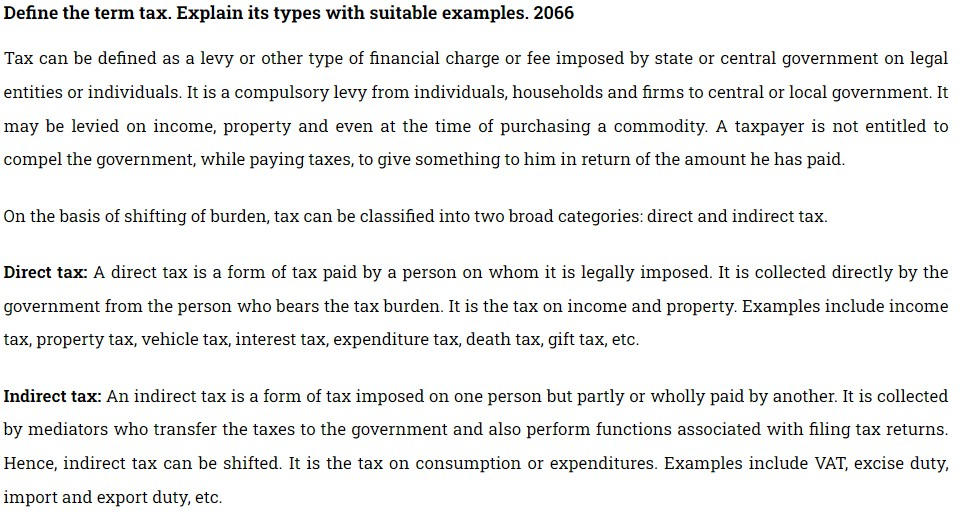 Define the term tax. Explain its types with suitable examples. 2066
Tax can be defined as a levy or other type of financial charge or fee imposed by state or central government on legal
entities or individuals. It is a compulsory levy from individuals, households and firms to central or local government. It
may be levied on income, property and even at the time of purchasing a commodity. A taxpayer is not entitled to
compel the government, while paying taxes, to give something to him in return of the amount he has paid.
On the basis of shifting of burden, tax can be classified into two broad categories: direct and indirect tax.
Direct tax: A direct tax is a form of tax paid by a person on whom it is legally imposed. It is collected directly by the
government from the person who bears the tax burden. It is the tax on income and property. Examples include income
tax, property tax, vehicle tax, interest tax, expenditure tax, death tax, gift tax, etc.
Indirect tax: An indirect tax is a form of tax imposed on one person but partly or wholly paid by another. It is collected
by mediators who transfer the taxes to the government and also perform functions associated with filing tax returns.
Hence, indirect tax can be shifted. It is the tax on consumption or expenditures. Examples include VAT, excise duty,
import and export duty, etc.